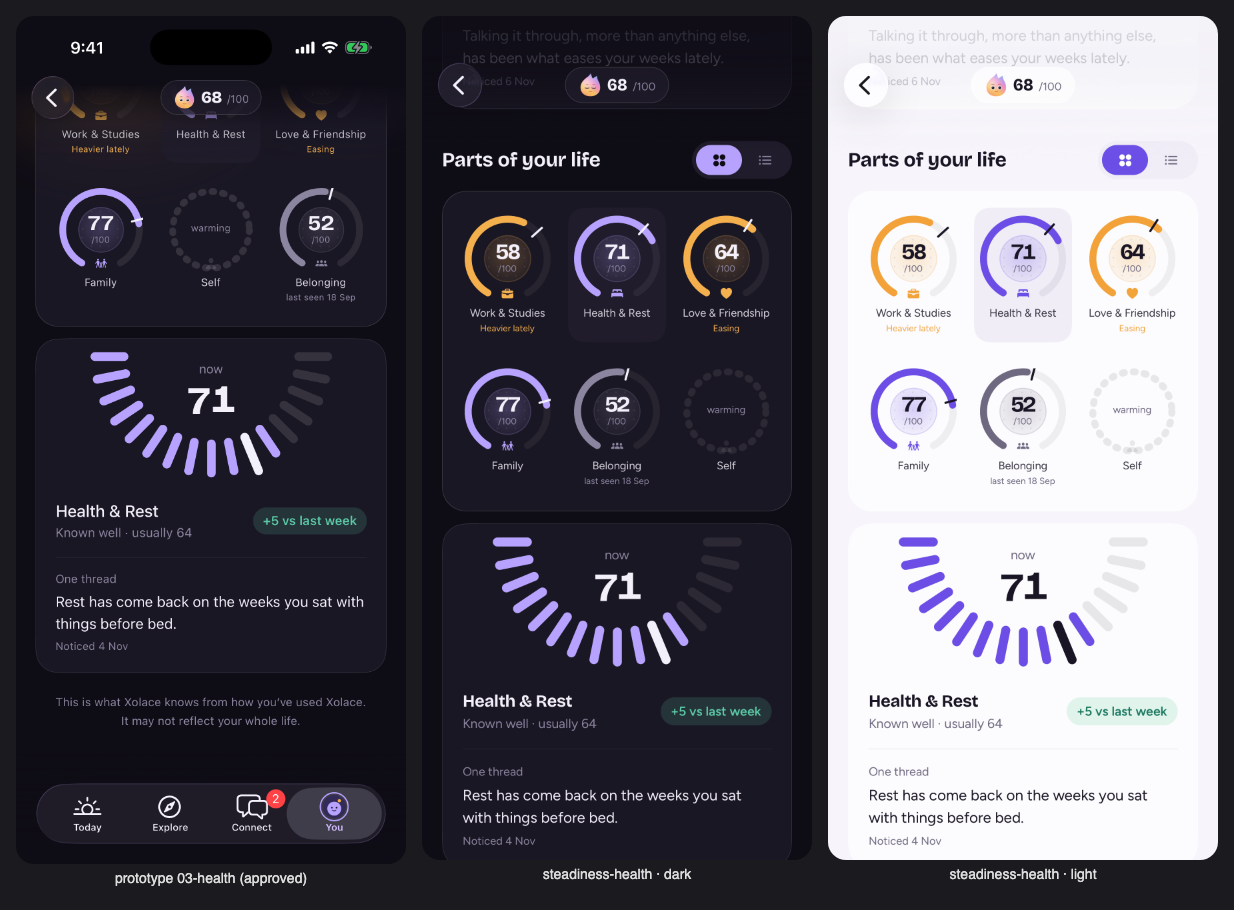 9:41
68 /100
Work & Studies
Heavier lately
Health & Rest
Love & Friendship
Easing
77
/100
Family
warming
Self
52
/100
Belonging
last seen 18 Sep
now
71
Health & Rest
Known well · usually 64
+5 vs last week
One thread
Rest has come back on the weeks you sat with
things before bed.
Noticed 4 Nov
This is what Xolace knows from how you've used Xolace.
It may not reflect your whole life.
Today
Explore
Connect
2
You
prototype 03-health (approved)
Talking it through, more than anything else,
has been what eases your weeks lately.
ced 6 Nov
68 /100
Parts of your life
58
/100
Work & Studies
Heavier lately
71
/100
Health & Rest
64
/100
Love & Friendship
Easing
77
/100
Family
52
/100
Belonging
last seen 18 Sep
warming
Self
now
71
Health & Rest
Known well · usually 64
+5 vs last week
One thread
Rest has come back on the weeks you sat
with things before bed.
Noticed 4 Nov
steadiness-health · dark
Talking it through, more than anything else,
has been what eases your weeks lately.
iced 6 Nov
68 /100
Parts of your life
58
/100
Work & Studies
Heavier lately
71
/100
Health & Rest
64
/100
Love & Friendship
Easing
77
/100
Family
52
/100
Belonging
last seen 18 Sep
warming
Self
now
71
Health & Rest
Known well · usually 64
+5 vs last week
One thread
Rest has come back on the weeks you sat
with things before bed.
Noticed 4 Nov
steadiness-health · light